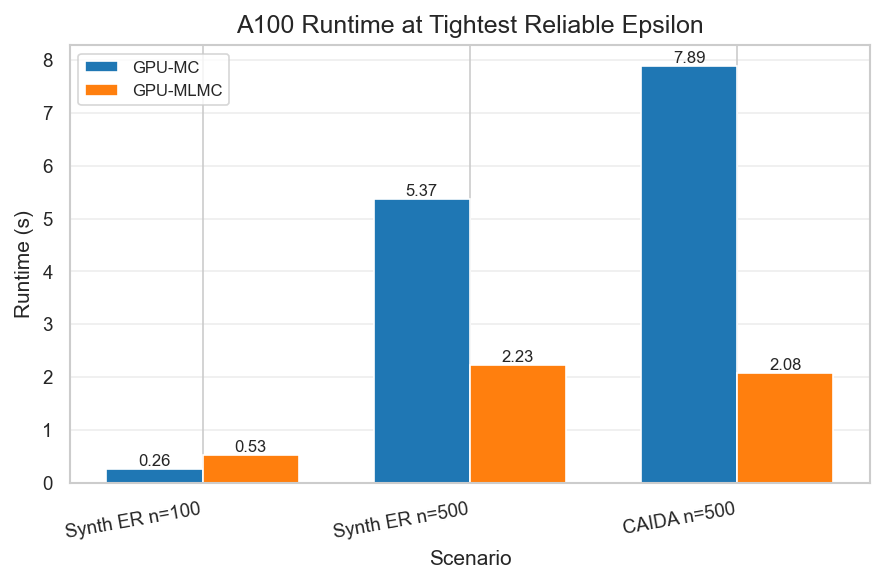 A100 Runtime at Tightest Reliable Epsilon
GPU-MC
GPU-MLMC
Runtime (s)
8
7
6
5
4
3
2
1
0
0.26
0.53
5.37
2.23
7.89
2.08
Synth ER n=100
Synth ER n=500
CAIDA n=500
Scenario